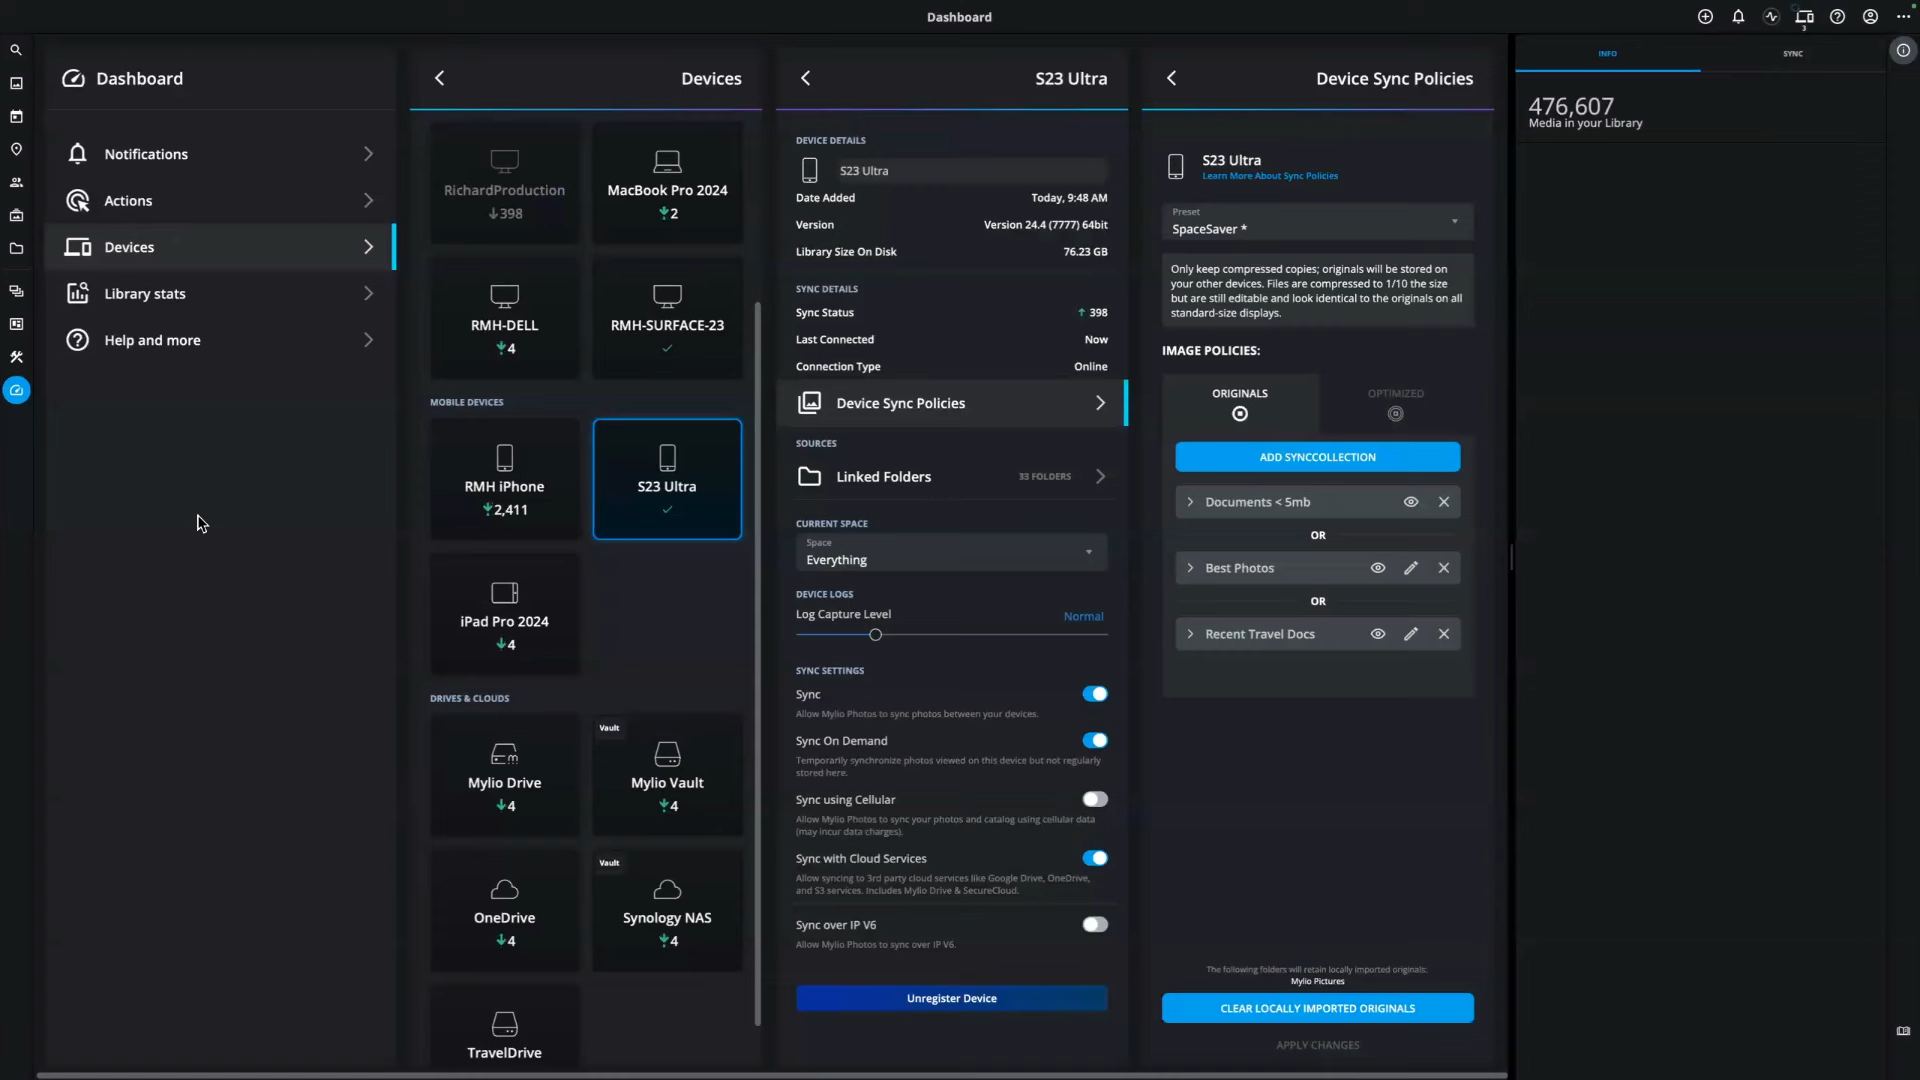 Dashboard
3
Dashboard
Notifications
Actions
Devices
Library stats
Help and more
Devices
RichardProduction
↓398
MacBook Pro 2024
2
RMH-DELL
4
RMH-SURFACE-23
MOBILE DEVICES
RMH iPhone
2,411
S23 Ultra
iPad Pro 2024
↓4
DRIVES & CLOUDS
Mylio Drive
↓4
Vault
Mylio Vault
4
OneDrive
↓4
Vault
Synology NAS
4
TravelDrive
S23 Ultra
DEVICE DETAILS
S23 Ultra
Date Added Today, 9:48 AM
Version Version 24.4 (7777) 64bit
Library Size On Disk 76.23 GB
SYNC DETAILS
Sync Status ↑ 398
Last Connected Now
Connection Type Online
Device Sync Policies
SOURCES
Linked Folders 33 FOLDERS
CURRENT SPACE
Space
Everything
DEVICE LOGS
Log Capture Level Normal
SYNC SETTINGS
Sync
Allow Mylio Photos to sync photos between your devices.
Sync On Demand
Temporarily synchronize photos viewed on this device but not regularly
stored here.
Sync using Cellular
Allow Mylio Photos to sync your photos and catalog using cellular data
(may incur data charges).
Sync with Cloud Services
Allow syncing to 3rd party cloud services like Google Drive, OneDrive,
and S3 services. Includes Mylio Drive & SecureCloud.
Sync over IP V6
Allow Mylio Photos to sync over IP V6.
Unregister Device
Device Sync Policies
S23 Ultra
Learn More About Sync Policies
Preset
SpaceSaver *
Only keep compressed copies; originals will be stored on
your other devices. Files are compressed to 1/10 the size
but are still editable and look identical to the originals on all
standard-size displays.
IMAGE POLICIES:
ORIGINALS
OPTIMIZED
ADD SYNCCOLLECTION
Documents < 5mb
OR
Best Photos
OR
Recent Travel Docs
The following folders will retain locally imported originals:
Mylio Pictures
CLEAR LOCALLY IMPORTED ORIGINALS
APPLY CHANGES
INFO
SYNC
476,607
Media in your Library